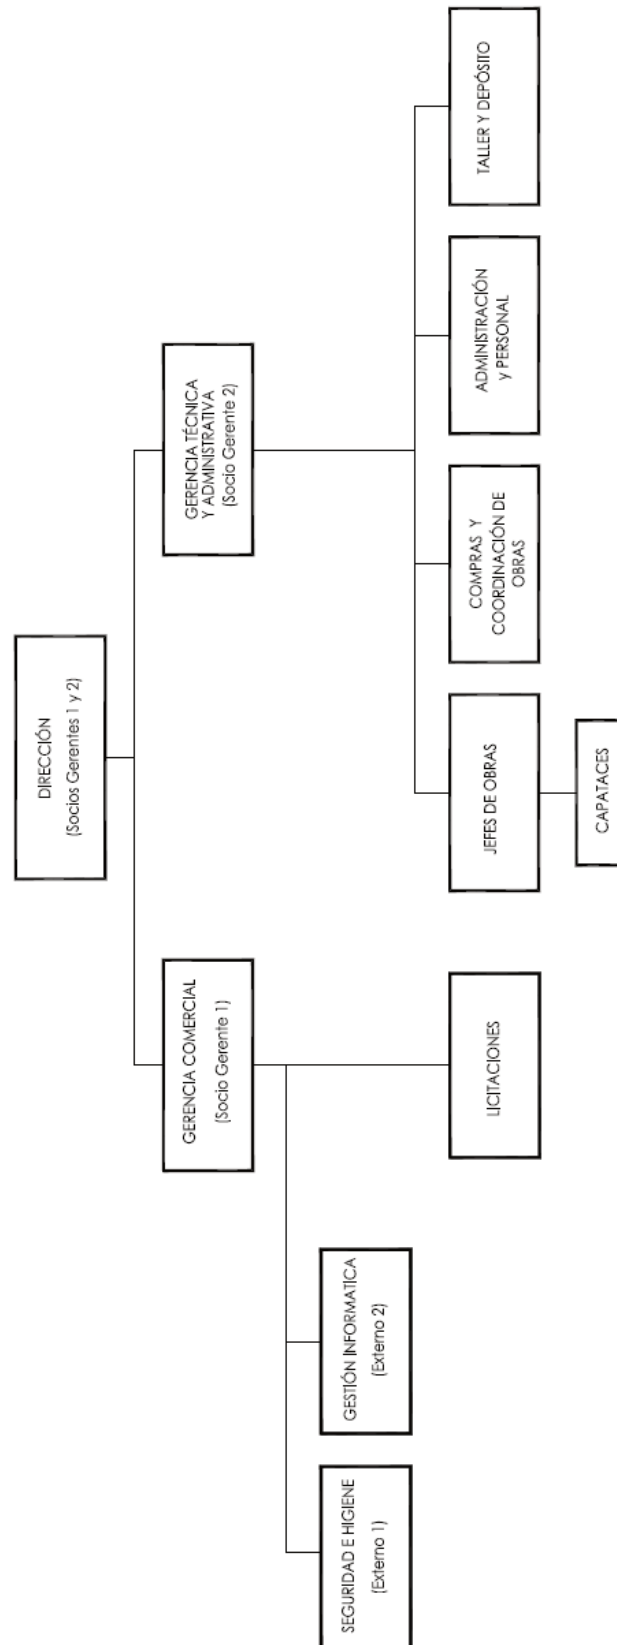 DIRECCIÓN
(Socios Gerentes 1 y 2)
GERENCIA COMERCIAL
(Socio Gerente 1)
GERENCIA TÉCNICA
Y ADMINISTRATIVA
(Socio Gerente 2)
SEGURIDAD E HIGIENE
(Externo 1)
GESTIÓN INFORMATICA
(Externo 2)
LICITACIONES
JEFES DE OBRAS
COMPRAS Y
COORDINACIÓN DE
OBRAS
ADMINISTRACIÓN
y PERSONAL
TALLER Y DEPÓSITO
CAPATACES